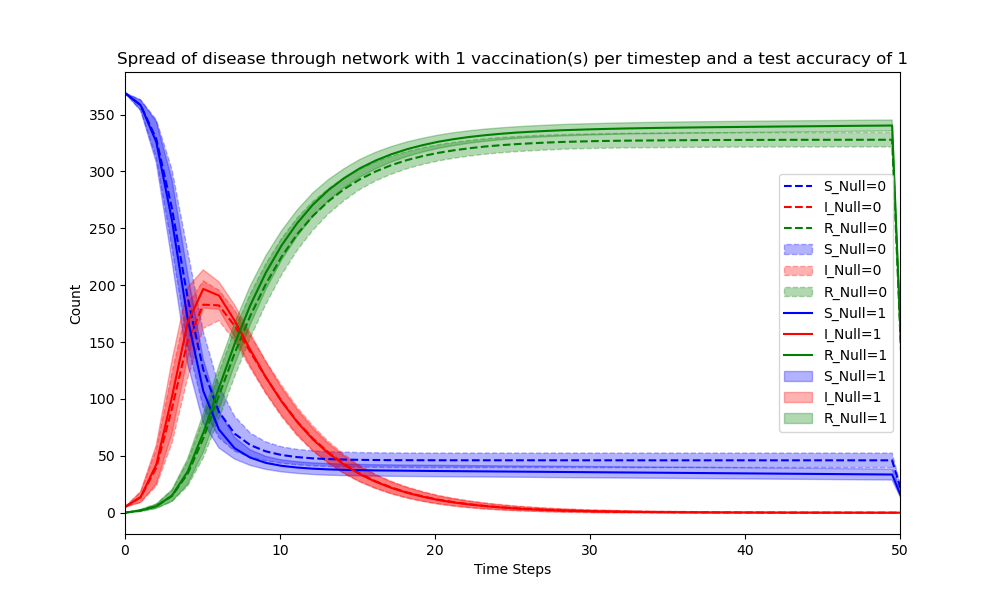 Spread of disease through network with 1 vaccination(s) per timestep and a test accuracy of 1
350
300
250
200
150
100
50
0
Count
0 10 20 30 40 50
Time Steps
S_Null=0
I_Null=0
R_Null=0
S_Null=0
I_Null=0
R_Null=0
S_Null=1
I_Null=1
R_Null=1
S_Null=1
I_Null=1
R_Null=1